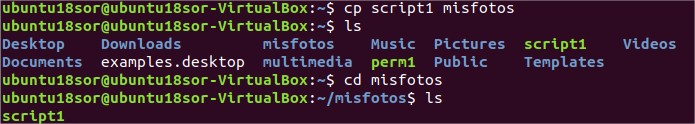 ubuntu18sor@ubuntu18sor-VirtualBox:~$ cp script1 misfotos
ubuntu18sor@ubuntu18sor-VirtualBox:~$ ls
Desktop    Downloads         misfotos    Music  Pictures  script1    Videos
Documents  examples.desktop  multimedia  perm1  Public    Templates
ubuntu18sor@ubuntu18sor-VirtualBox:~$ cd misfotos
ubuntu18sor@ubuntu18sor-VirtualBox:~/misfotos$ ls
script1